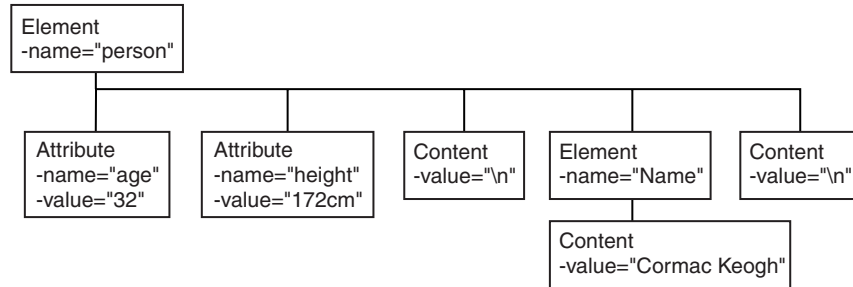 Element
-name="person"
Attribute
-name="age"
-value="32"
Attribute
-name="height"
-value="172cm"
Content
-value="\n"
Element
-name="Name"
Content
-value="\n"
Content
-value="Cormac Keogh"